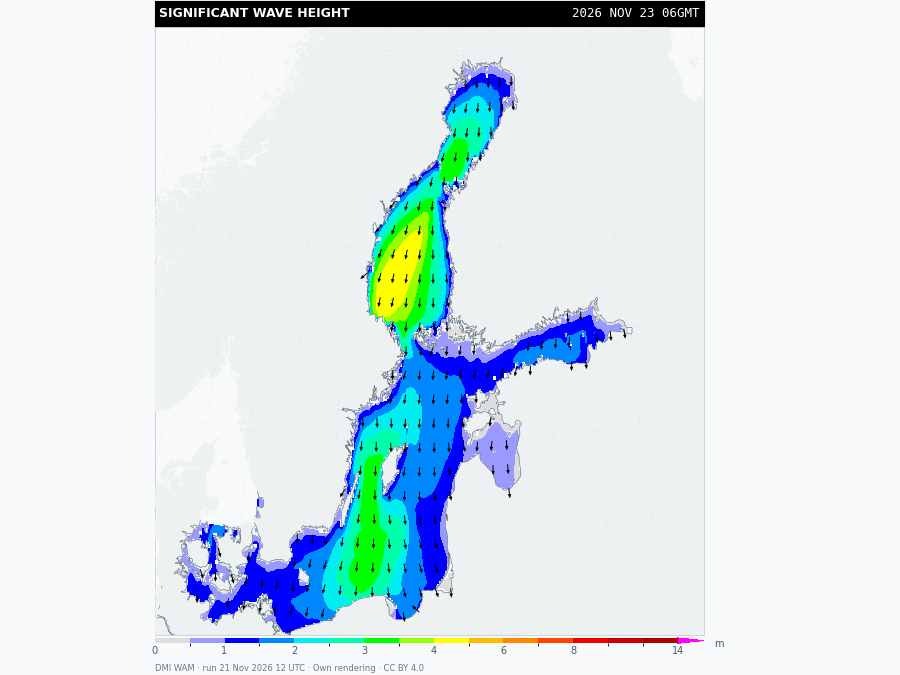 SIGNIFICANT WAVE HEIGHT 2026 NOV 23 06GMT
0 1 2 3 4 6 8 14 m
DMI WAM · run 21 Nov 2026 12 UTC · Own rendering · CC BY 4.0